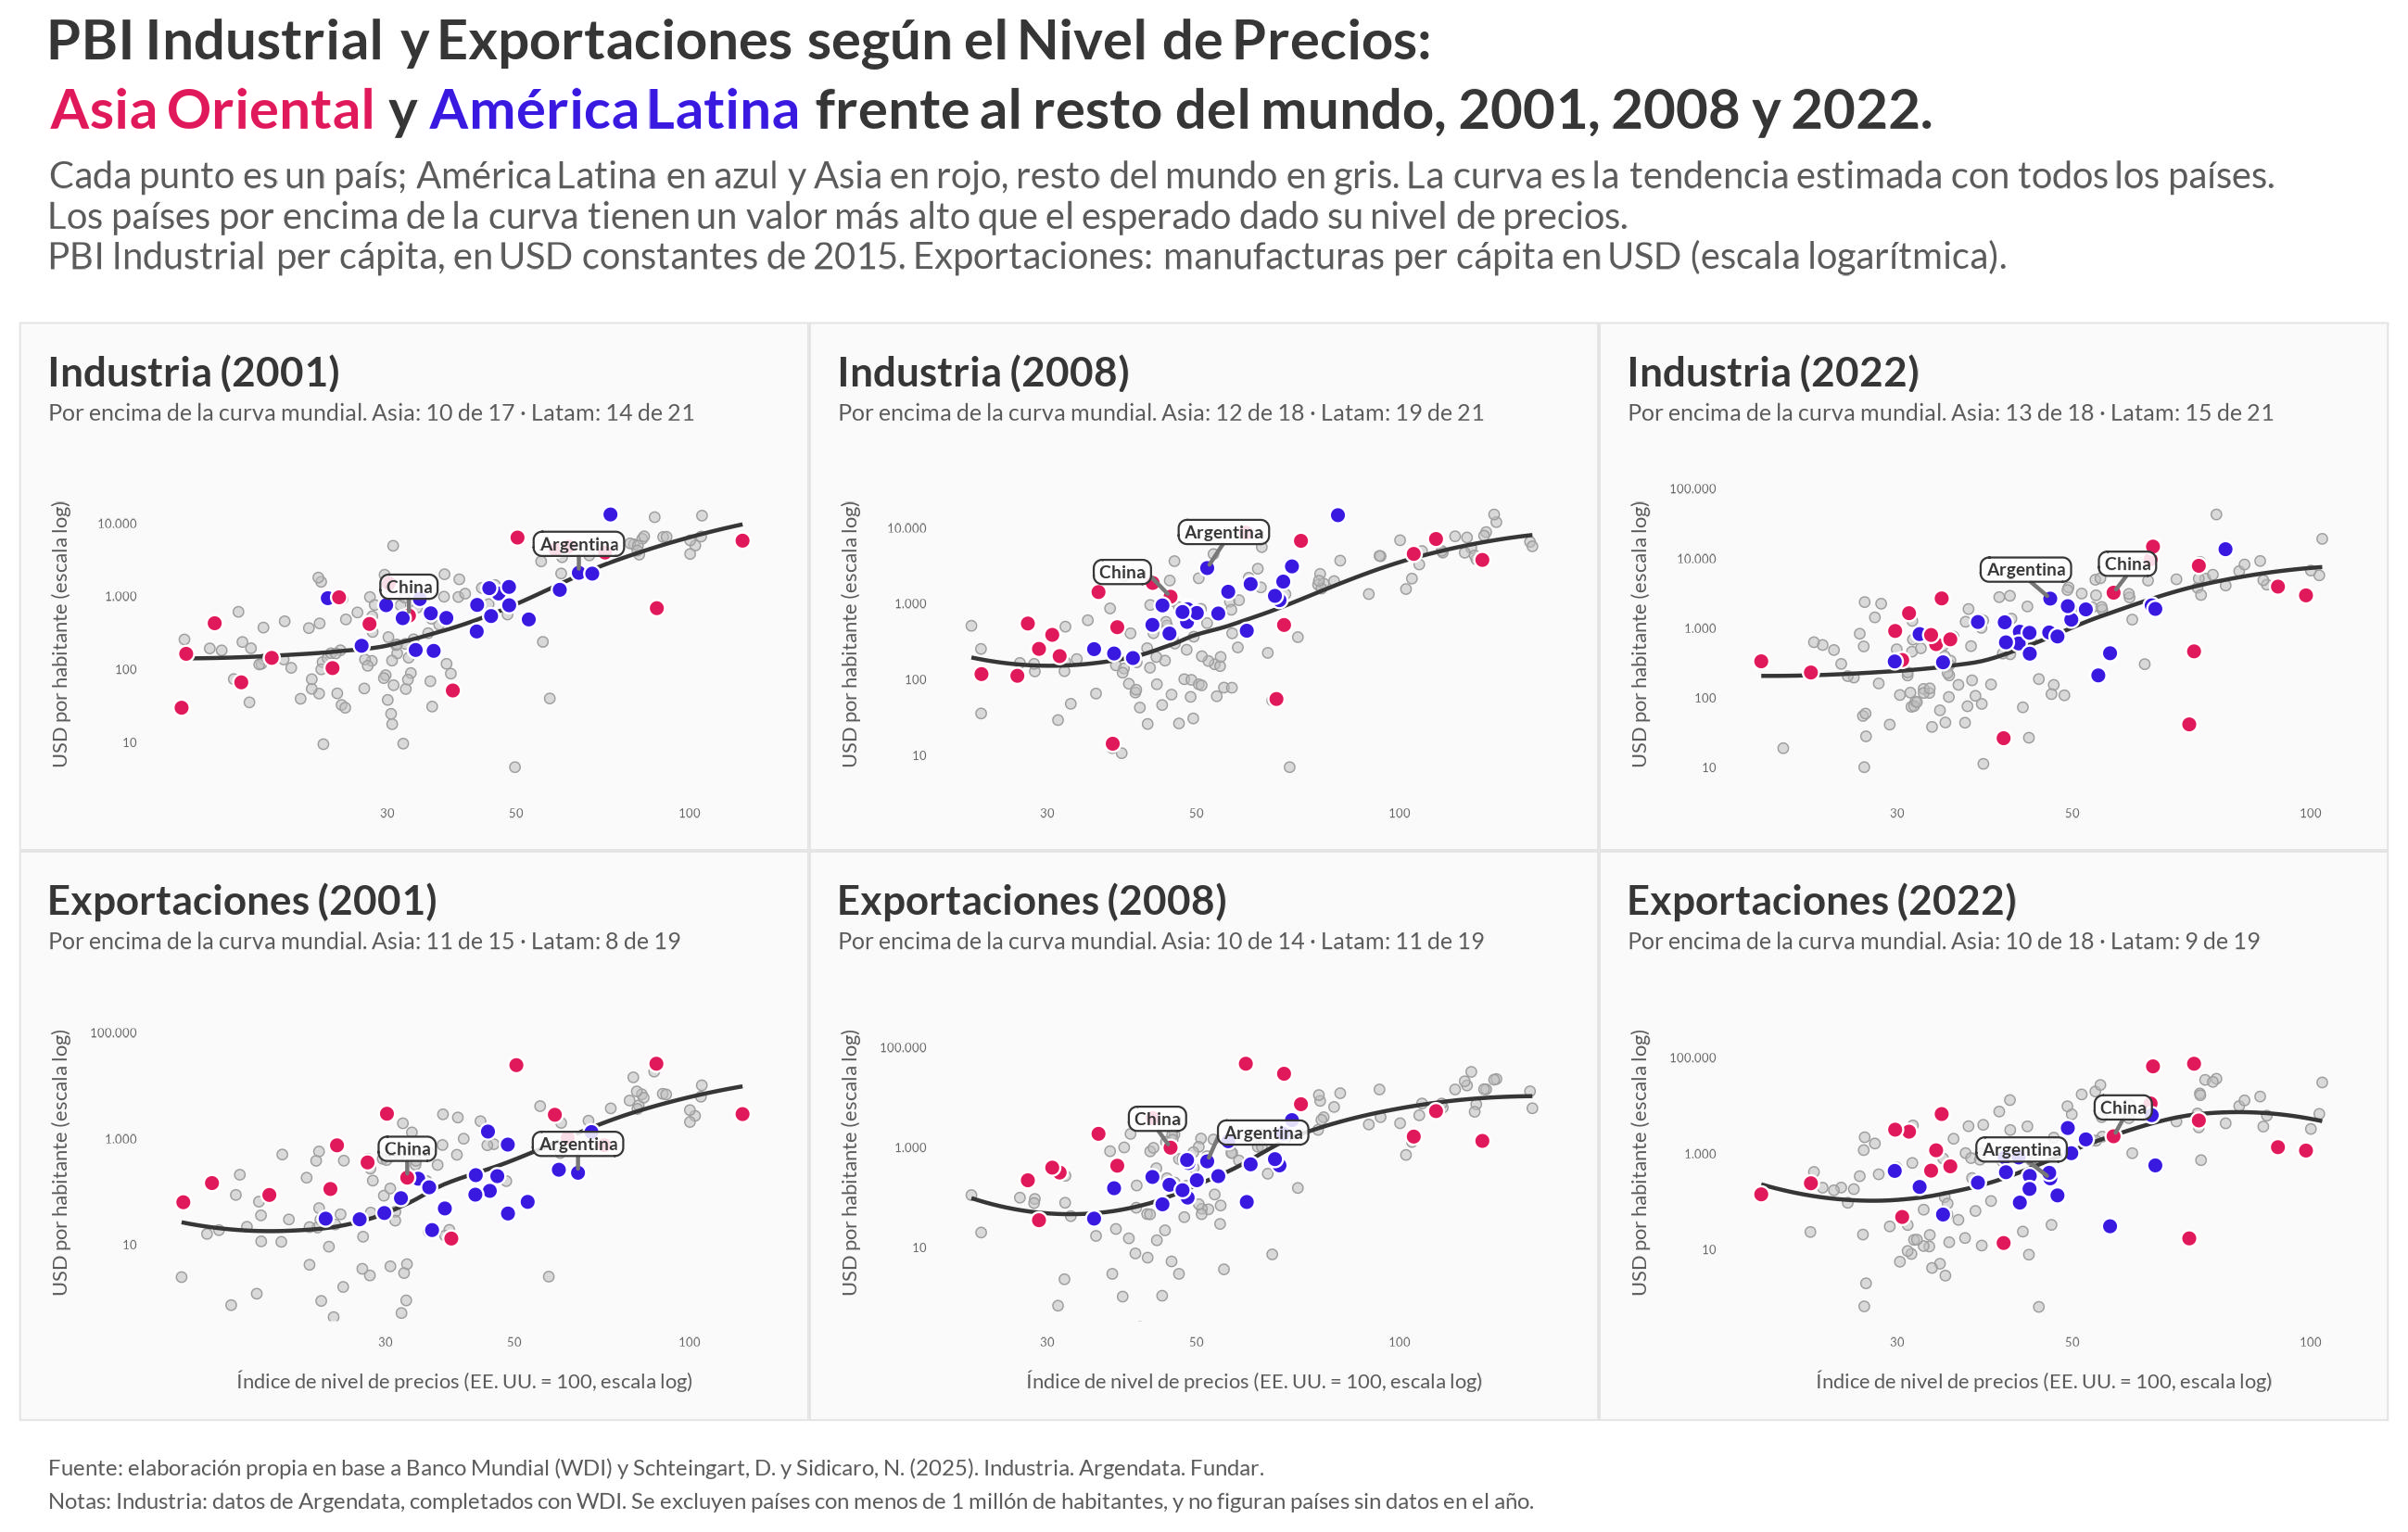 PBI Industrial y Exportaciones según el Nivel de Precios:
Asia Oriental y América Latina frente al resto del mundo, 2001, 2008 y 2022.
Cada punto es un país; América Latina en azul y Asia en rojo, resto del mundo en gris. La curva es la tendencia estimada con todos los países.
Los países por encima de la curva tienen un valor más alto que el esperado dado su nivel de precios.
PBI Industrial per cápita, en USD constantes de 2015. Exportaciones: manufacturas per cápita en USD (escala logarítmica).
Industria (2001)
Por encima de la curva mundial. Asia: 10 de 17 · Latam: 14 de 21
USD por habitante (escala log)
10.000
1.000
100
10
Argentina
China
30 50 100
Industria (2008)
Por encima de la curva mundial. Asia: 12 de 18 · Latam: 19 de 21
USD por habitante (escala log)
10.000
1.000
100
10
Argentina
China
30 50 100
Industria (2022)
Por encima de la curva mundial. Asia: 13 de 18 · Latam: 15 de 21
USD por habitante (escala log)
100.000
10.000
1.000
100
10
Argentina
China
30 50 100
Exportaciones (2001)
Por encima de la curva mundial. Asia: 11 de 15 · Latam: 8 de 19
USD por habitante (escala log)
100.000
1.000
10
China
Argentina
30 50 100
Índice de nivel de precios (EE. UU. = 100, escala log)
Exportaciones (2008)
Por encima de la curva mundial. Asia: 10 de 14 · Latam: 11 de 19
USD por habitante (escala log)
100.000
1.000
10
China
Argentina
30 50 100
Índice de nivel de precios (EE. UU. = 100, escala log)
Exportaciones (2022)
Por encima de la curva mundial. Asia: 10 de 18 · Latam: 9 de 19
USD por habitante (escala log)
100.000
1.000
10
China
Argentina
30 50 100
Índice de nivel de precios (EE. UU. = 100, escala log)
Fuente: elaboración propia en base a Banco Mundial (WDI) y Schteingart, D. y Sidicaro, N. (2025). Industria. Argendata. Fundar.
Notas: Industria: datos de Argendata, completados con WDI. Se excluyen países con menos de 1 millón de habitantes, y no figuran países sin datos en el año.